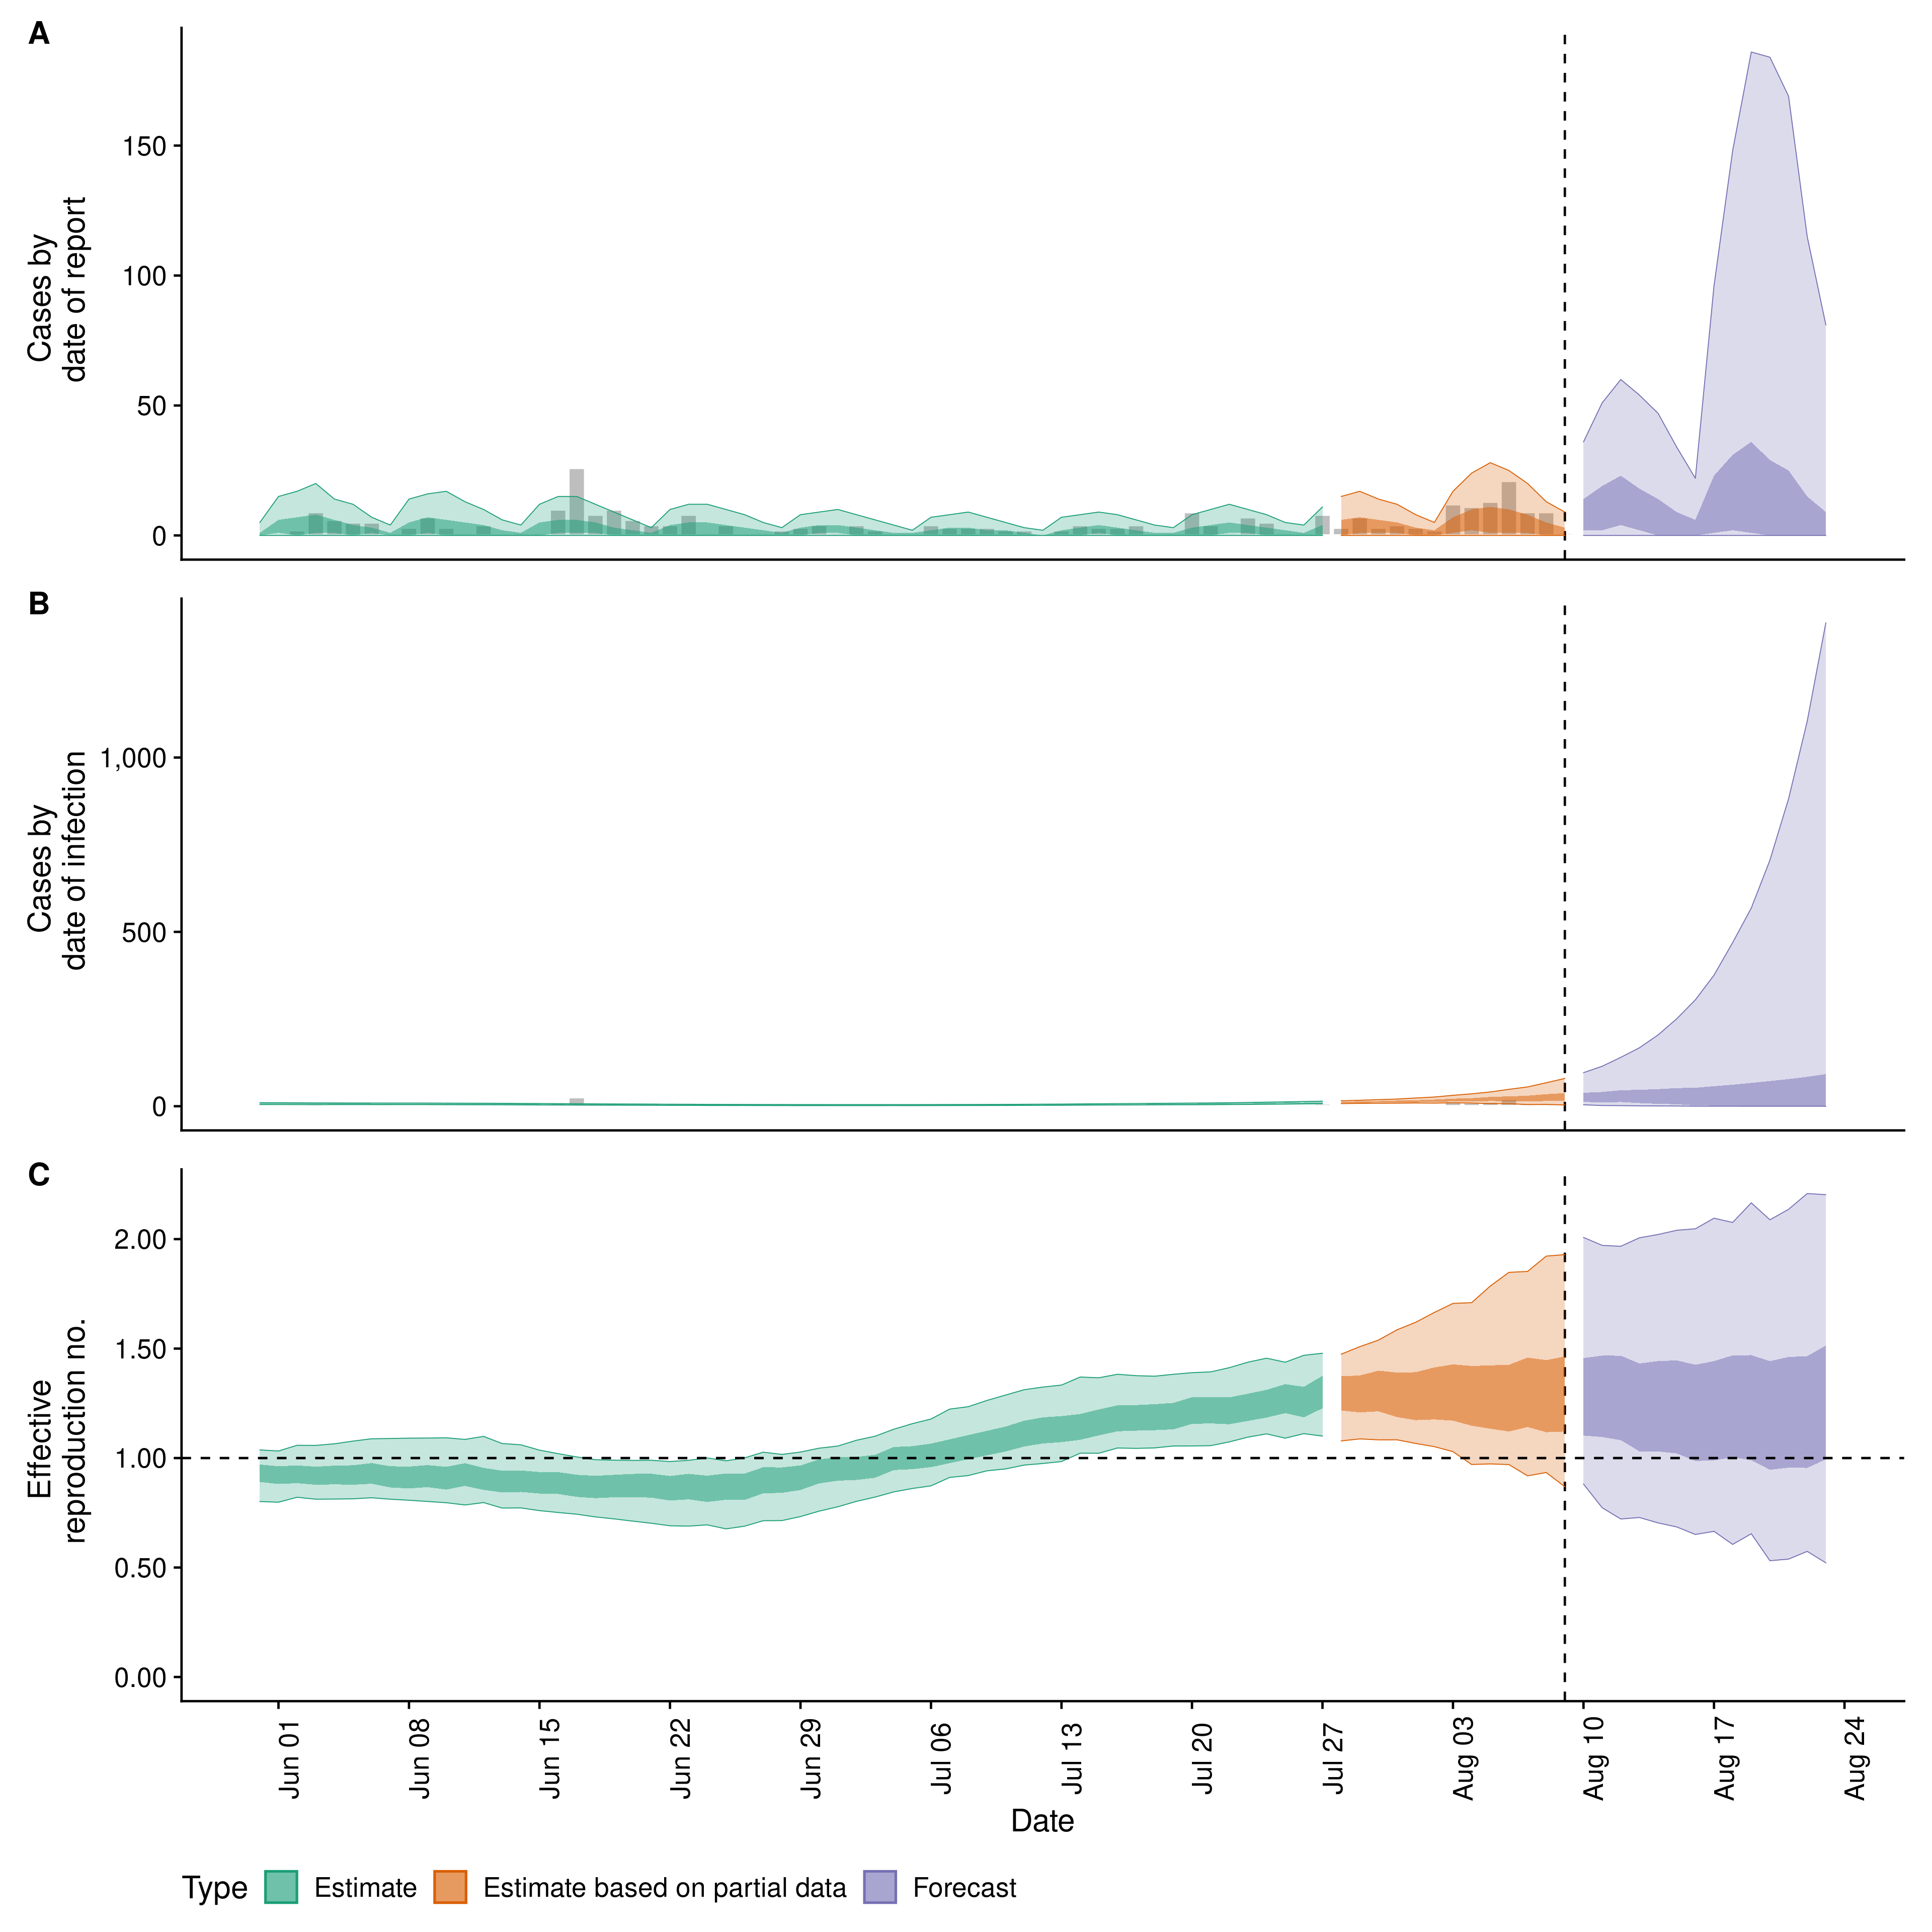 A
Cases by
date of report
150
100
50
0
B
Cases by
date of infection
1,000
500
0
C
Effective
reproduction no.
2.00
1.50
1.00
0.50
0.00
Jun 01
Jun 08
Jun 15
Jun 22
Jun 29
Jul 06
Jul 13
Jul 20
Jul 27
Aug 03
Aug 10
Aug 17
Aug 24
Date
Type Estimate Estimate based on partial data Forecast